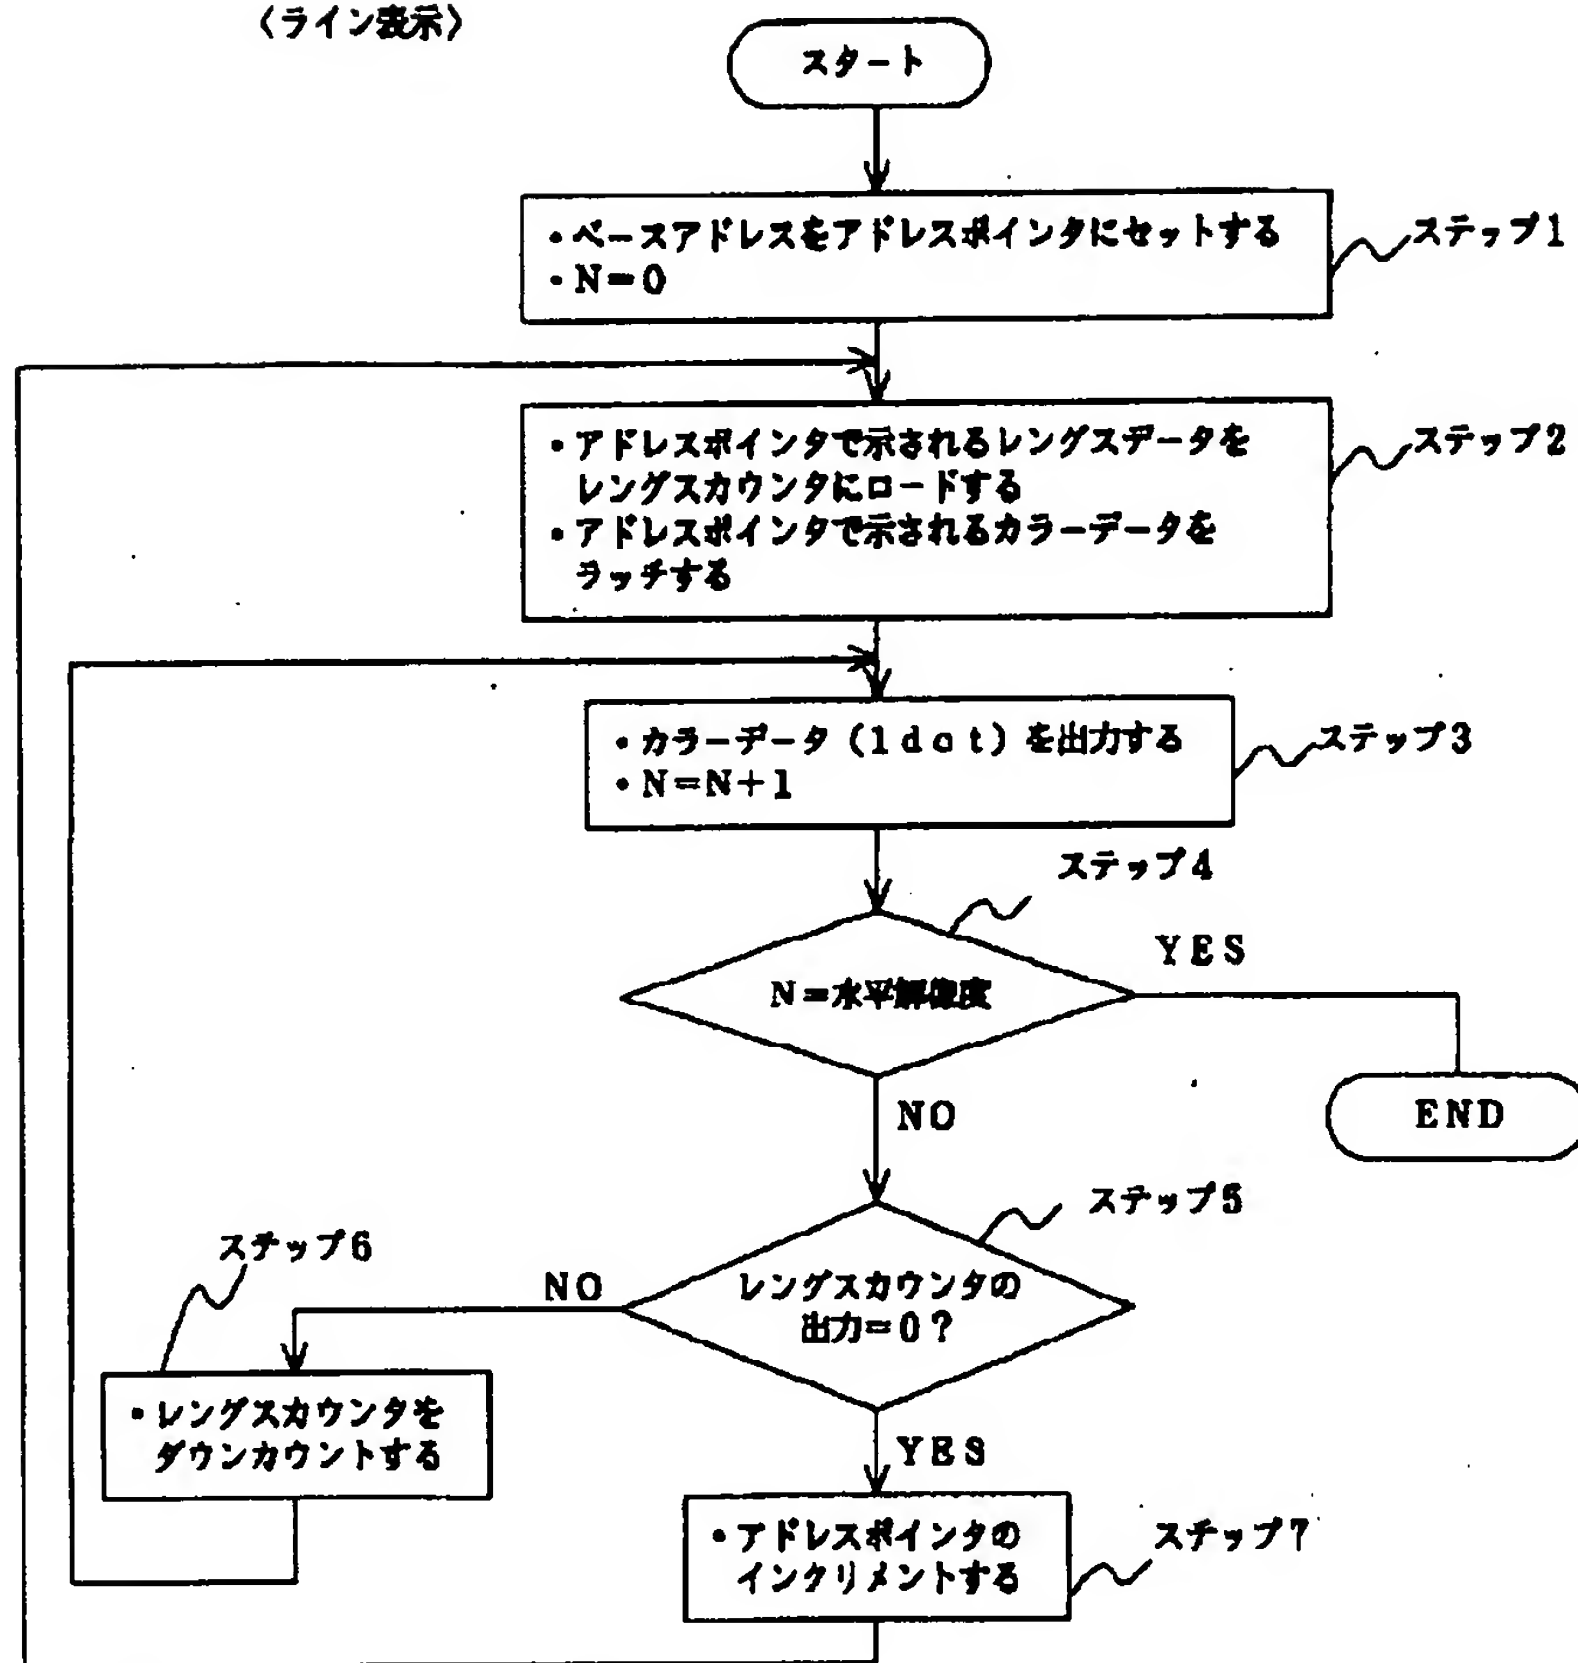 〈ライン表示〉
スタート
・ベースアドレスをアドレスポインタにセットする
・N=0
ステップ1
・アドレスポインタで示されるレングスデータを
レングスカウンタにロードする
・アドレスポインタで示されるカラーデータを
ラッチする
ステップ2
・カラーデータ(1dot)を出力する
・N=N+1
ステップ3
ステップ4
N=水平解像度
YES
NO
END
ステップ5
レングスカウンタの
出力=0?
NO
ステップ6
・レングスカウンタを
ダウンカウントする
YES
・アドレスポインタの
インクリメントする
ステップ7